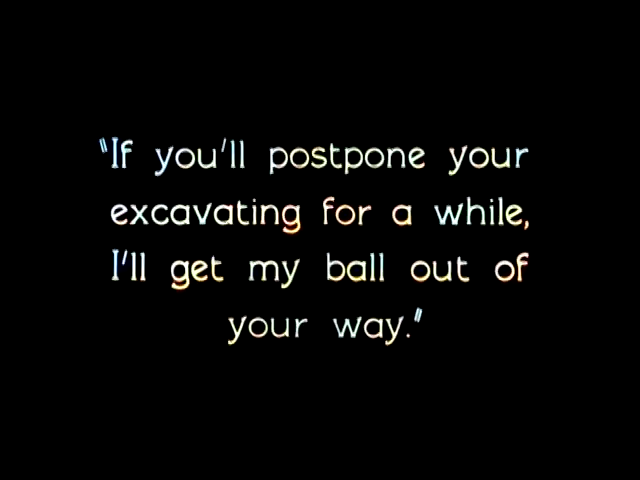 "If you'll postpone your
excavating for a while,
I'll get my ball out of
your way."